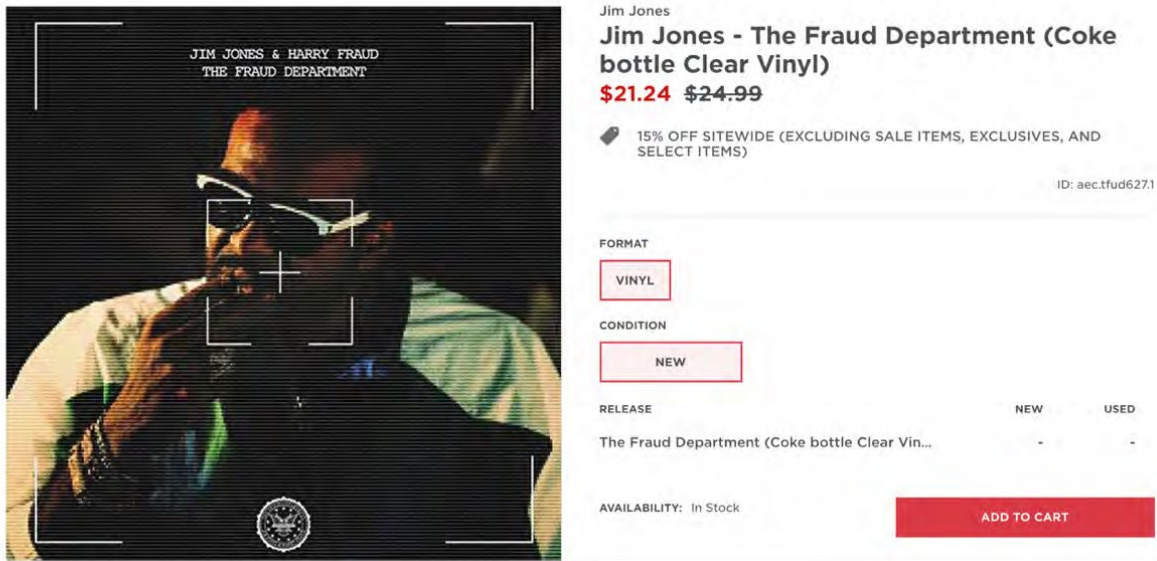 JIM JONES & HARRY FRAUD
THE FRAUD DEPARTMENT
Jim Jones
Jim Jones - The Fraud Department (Coke
bottle Clear Vinyl)
$21.24 $24.99
15% OFF SITEWIDE (EXCLUDING SALE ITEMS, EXCLUSIVES, AND
SELECT ITEMS)
ID: aec.tfud627.1
FORMAT
VINYL
CONDITION
NEW
RELEASE NEW USED
The Fraud Department (Coke bottle Clear Vin... - -
AVAILABILITY: In Stock
ADD TO CART